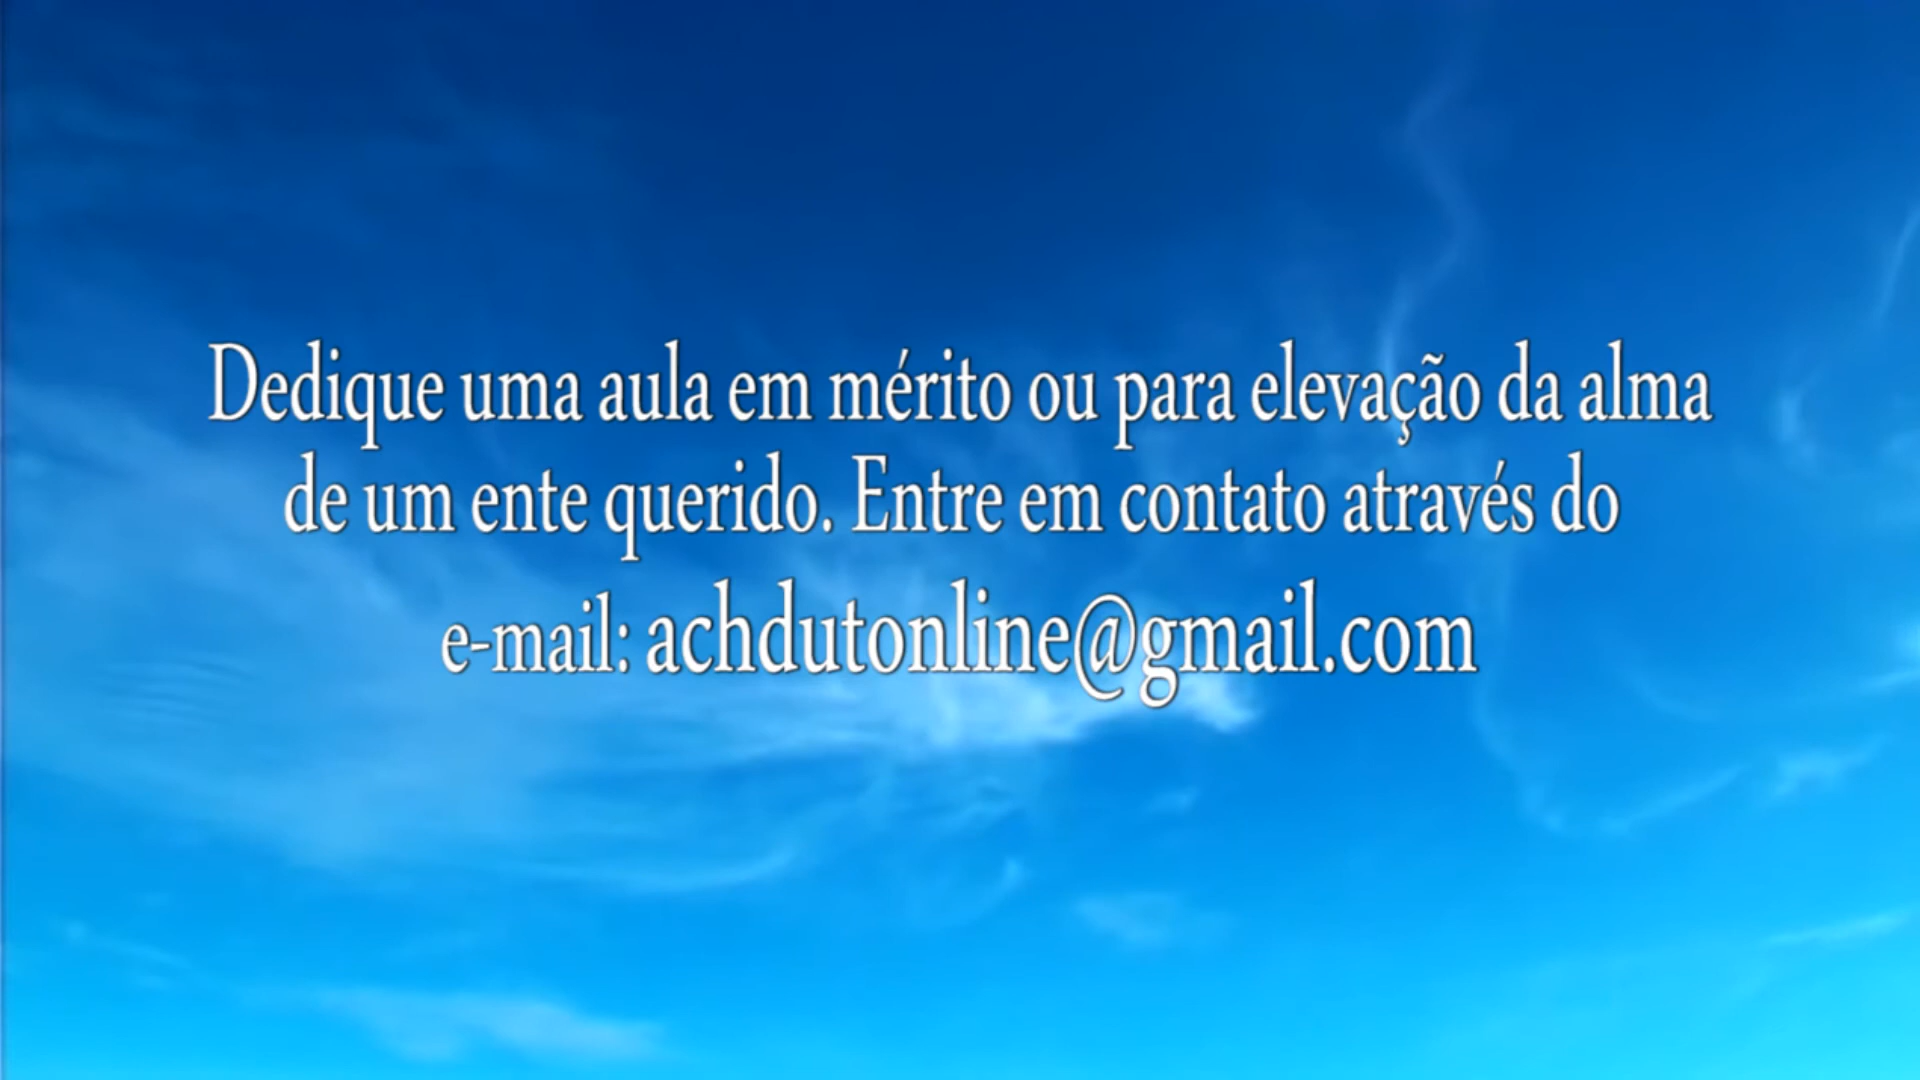 Dedique uma aula em mérito ou para elevação da alma
de um ente querido. Entre em contato através do
e-mail: achdutonline@gmail.com